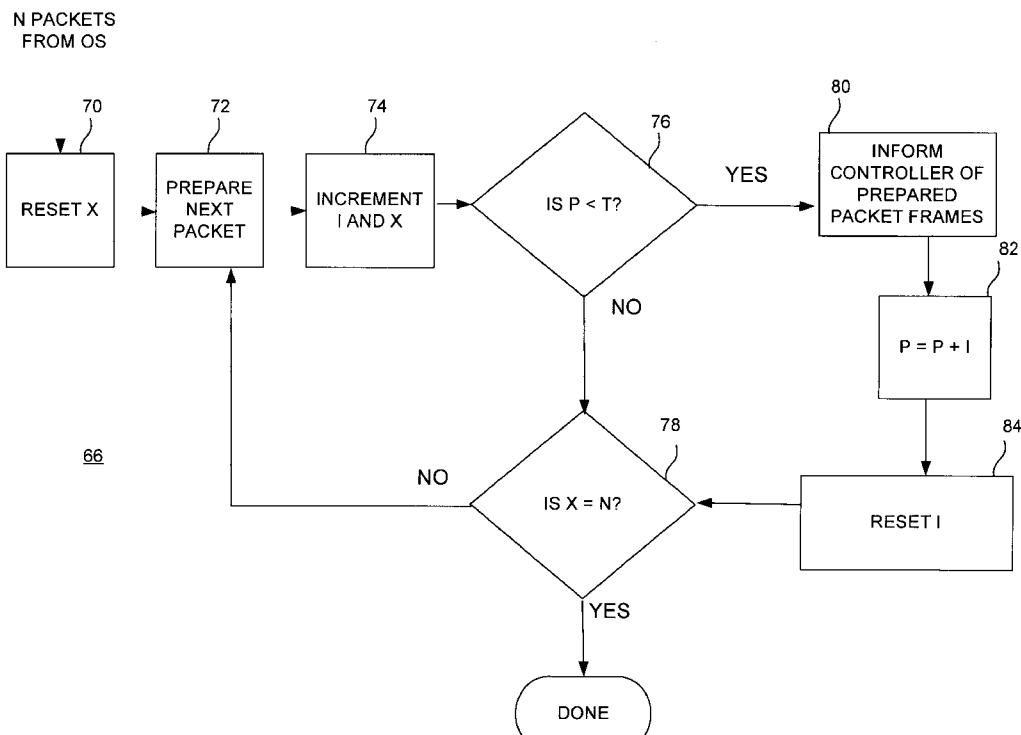 N PACKETS
FROM OS
70
72
74
76
80
RESET X
PREPARE
NEXT
PACKET
INCREMENT
I AND X
IS P < T?
YES
INFORM
CONTROLLER OF
PREPARED
PACKET FRAMES
NO
82
P = P + I
66
NO
78
IS X = N?
84
RESET I
YES
DONE